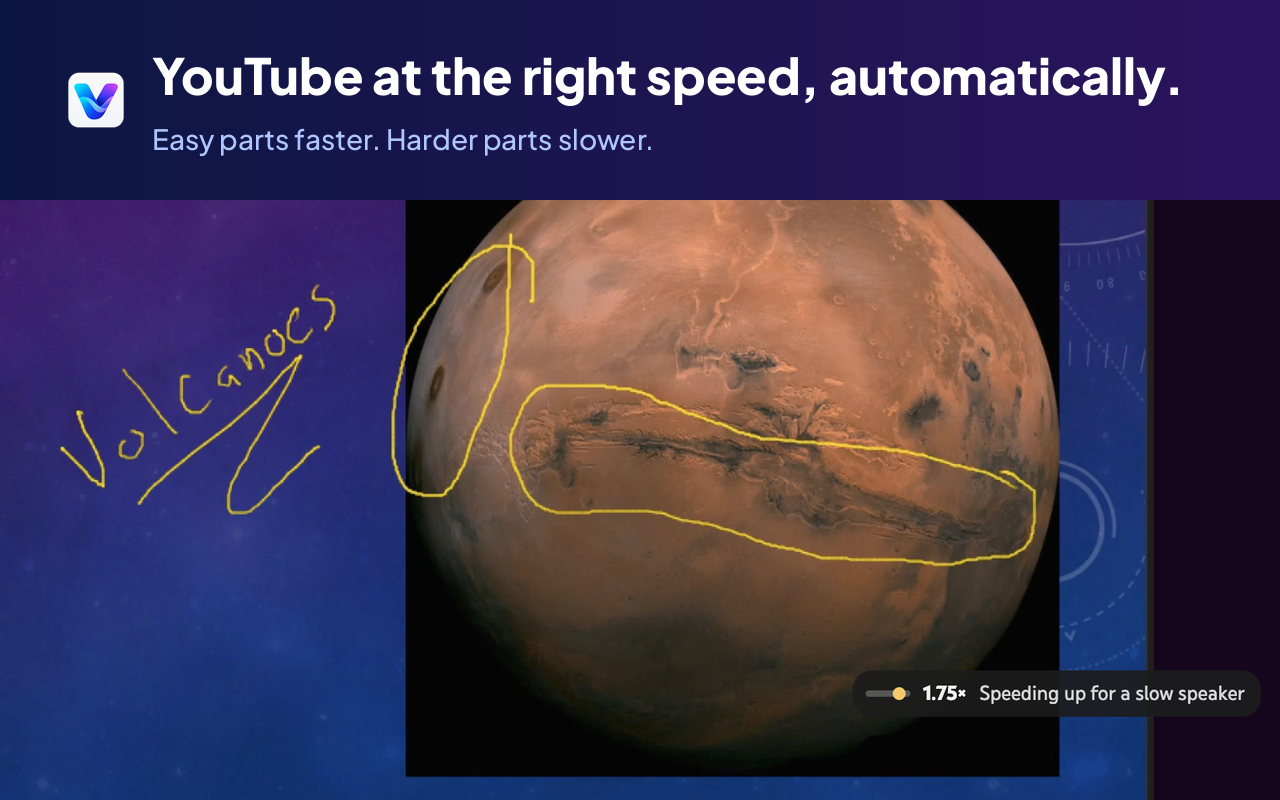 YouTube at the right speed, automatically.
Easy parts faster. Harder parts slower.
Volcanoes
80
1.75× Speeding up for a slow speaker